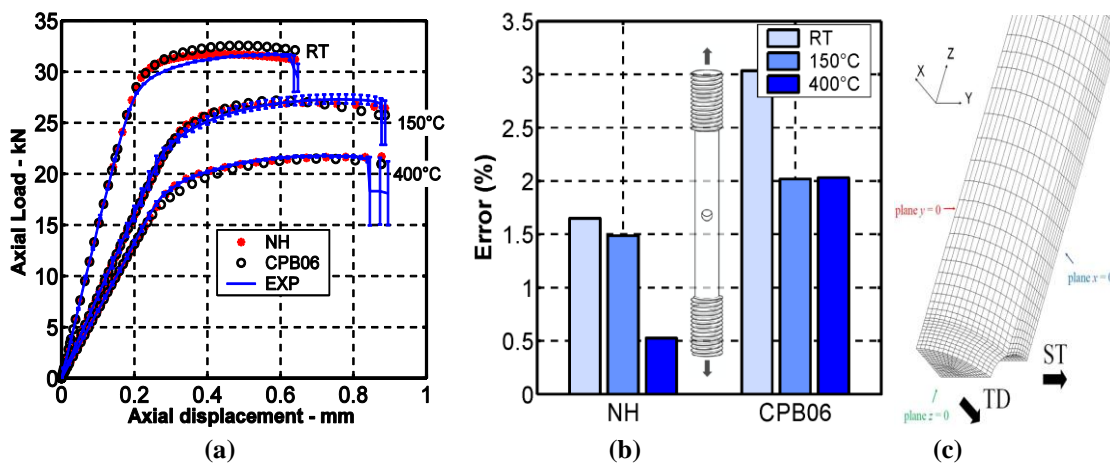 35
30
25
20
15
10
5
0
Axial Load - kN
0 0.2 0.4 0.6 0.8 1
Axial displacement - mm
RT
150°C
400°C
NH
CPB06
EXP
(a)
3.5
3
2.5
2
1.5
1
0.5
0
Error (%)
RT
150°C
400°C
NH CPB06
(b)
X Z Y
plane y = 0
plane x = 0
ST
TD
plane z = 0
(c)